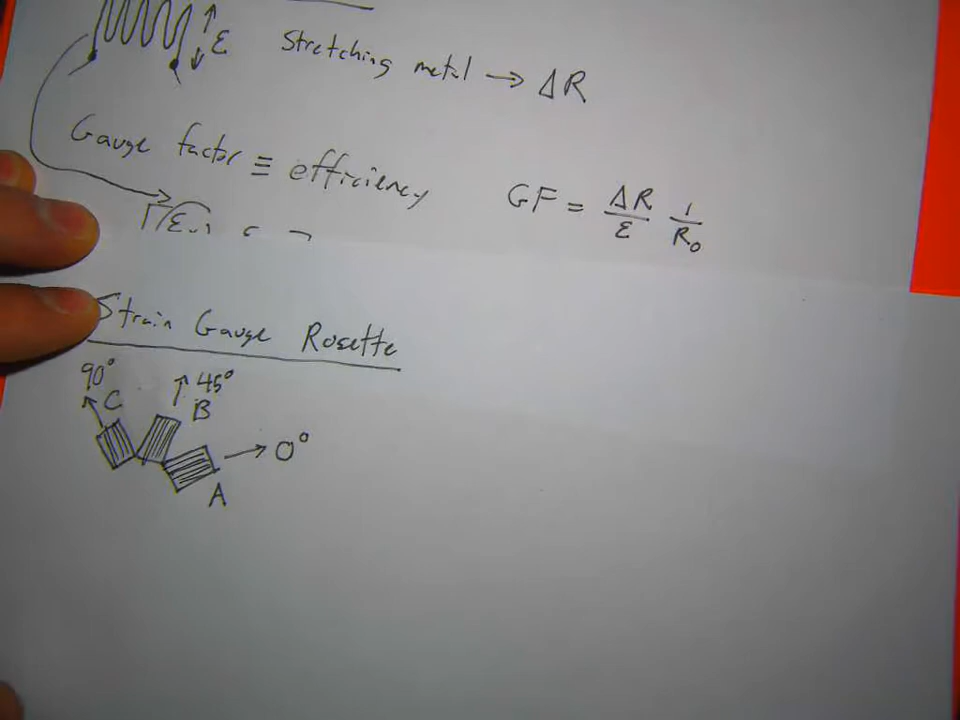 ε Stretching metal → ΔR
Gauge factor ≡ efficiency GF = ΔR/ε 1/R₀
Strain Gauge Rosette
90° 45°
C B
0°
A